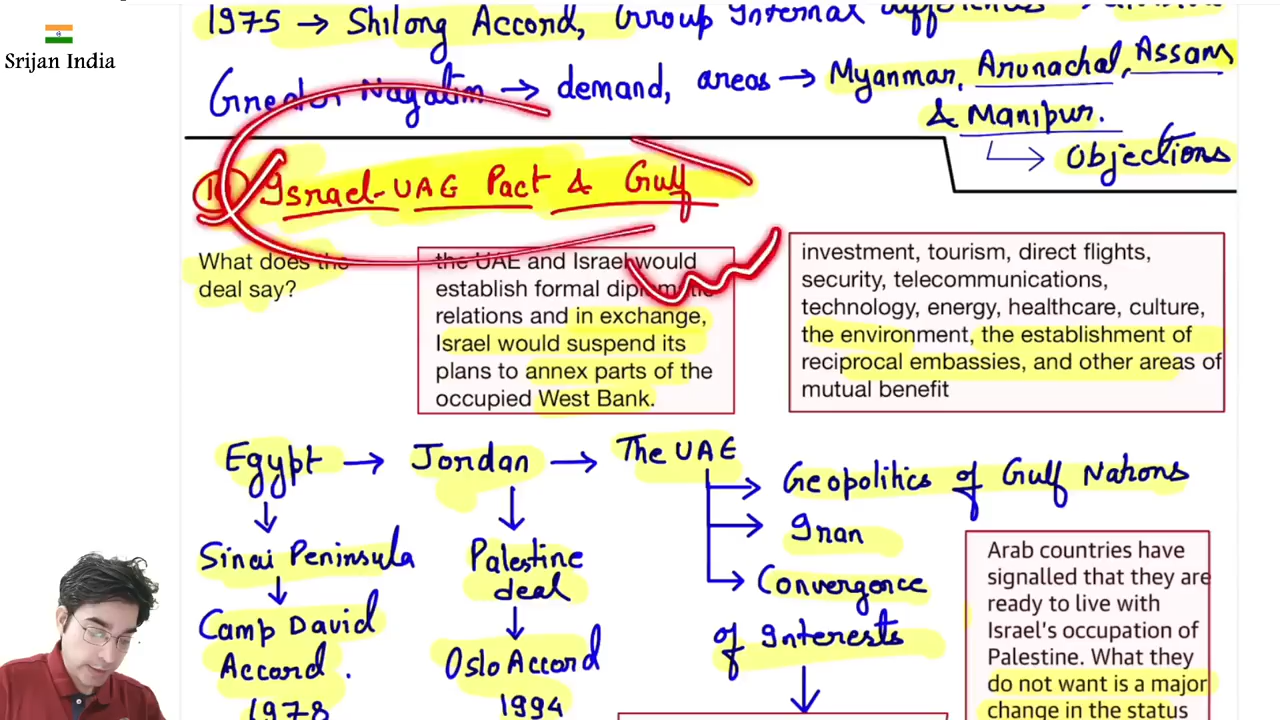 1975 → Shilong Accord, Group Internal differences
Greater Nagalim → demand, areas → Myanmar, Arunachal, Assam
& Manipur.
Objections
Srijan India
Israel-UAG Pact & Gulf
What does the
deal say?
the UAE and Israel would
establish formal diplomatic
relations and in exchange,
Israel would suspend its
plans to annex parts of the
occupied West Bank.
investment, tourism, direct flights,
security, telecommunications,
technology, energy, healthcare, culture,
the environment, the establishment of
reciprocal embassies, and other areas of
mutual benefit
Egypt → Jordan → The UAE
Geopolitics of Gulf Nations
Iran
Convergence
of Interests
Sinai Peninsula
Camp David
Accord.
1978
Palestine
deal
Oslo Accord
1994
Arab countries have
signalled that they are
ready to live with
Israel's occupation of
Palestine. What they
do not want is a major
change in the status